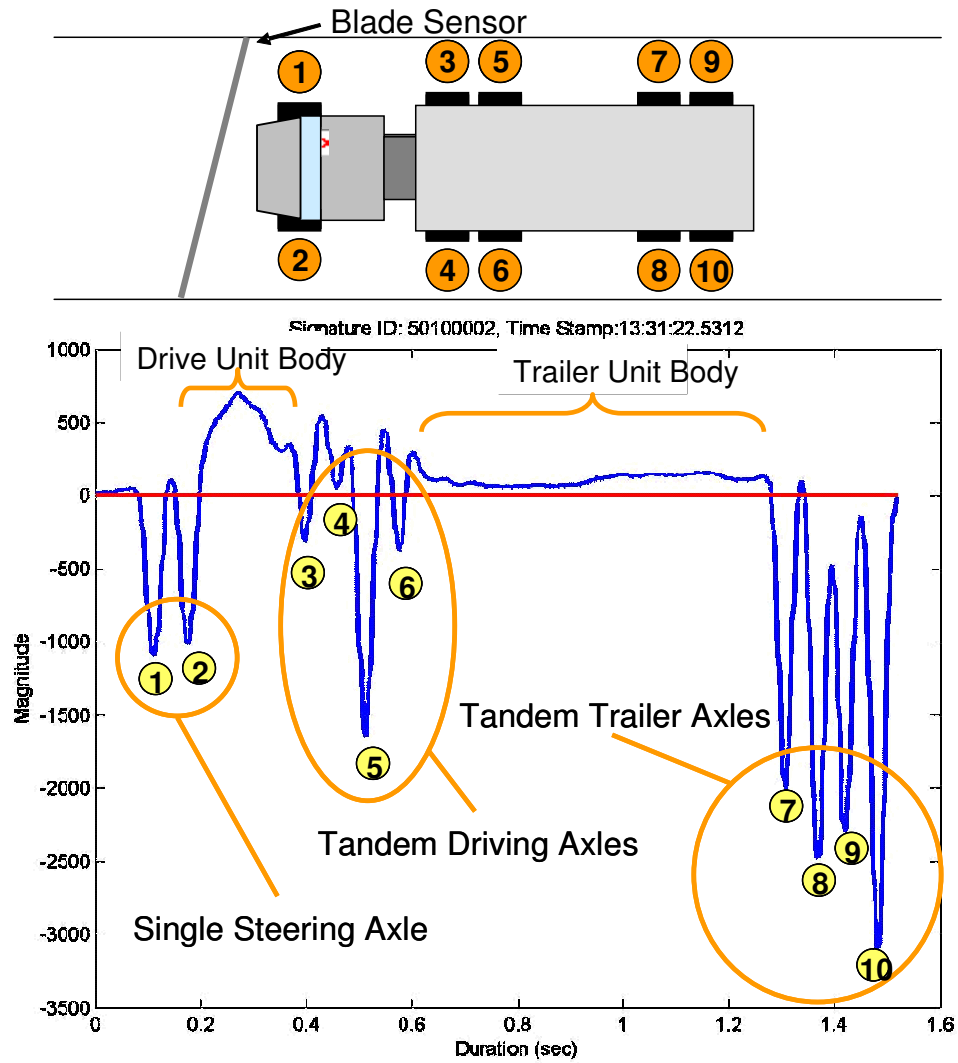 Blade Sensor
1 3 5 7 9
2 4 6 8 10
Signature ID: 50100002, Time Stamp:13:31:22.5312
1000
Drive Unit Body
Trailer Unit Body
500
0
4
3
6
-500
-1000
1 2
Magnitude
-1500
Tandem Trailer Axles
5
-2000
7
Tandem Driving Axles
9
-2500
8
Single Steering Axle
-3000
10
-3500
0 0.2 0.4 0.6 0.8 1 1.2 1.4 1.6
Duration (sec)